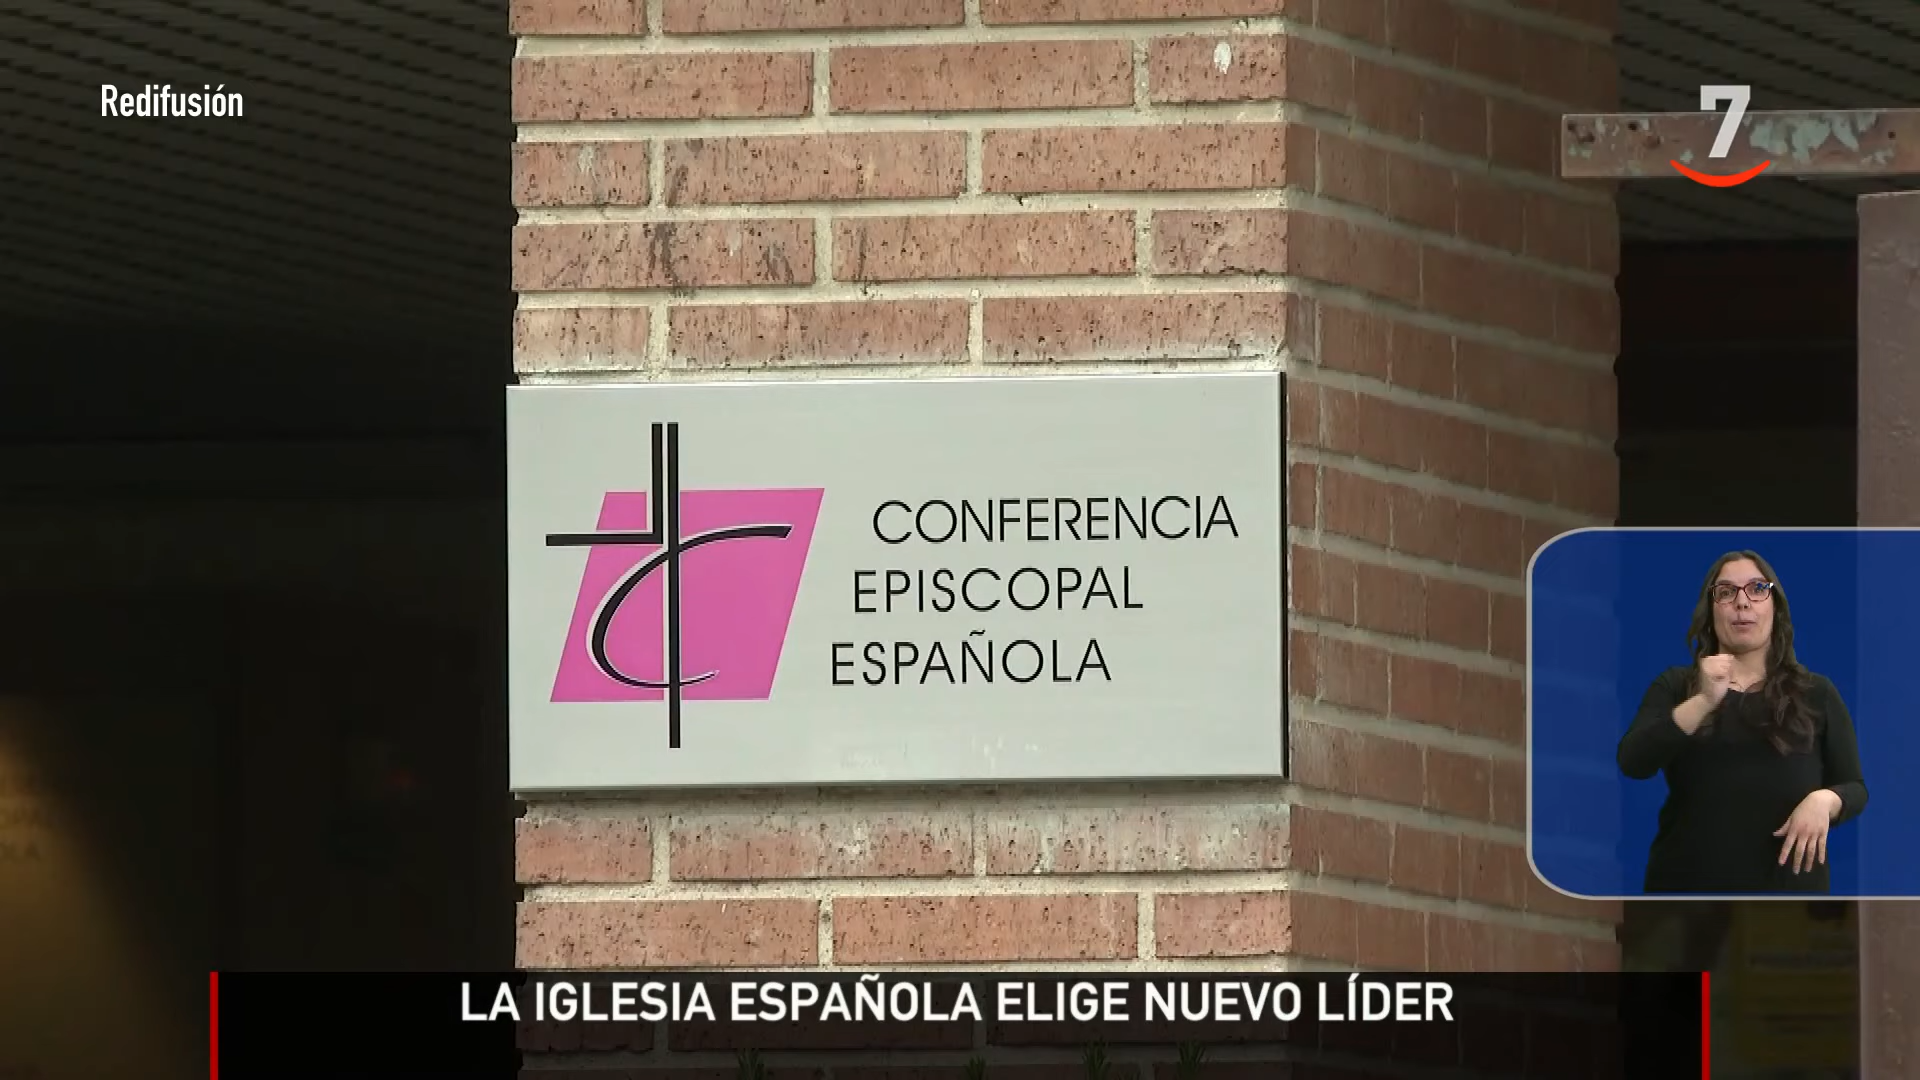 Redifusión
7
CONFERENCIA
EPISCOPAL
ESPAÑOLA
LA IGLESIA ESPAÑOLA ELIGE NUEVO LÍDER